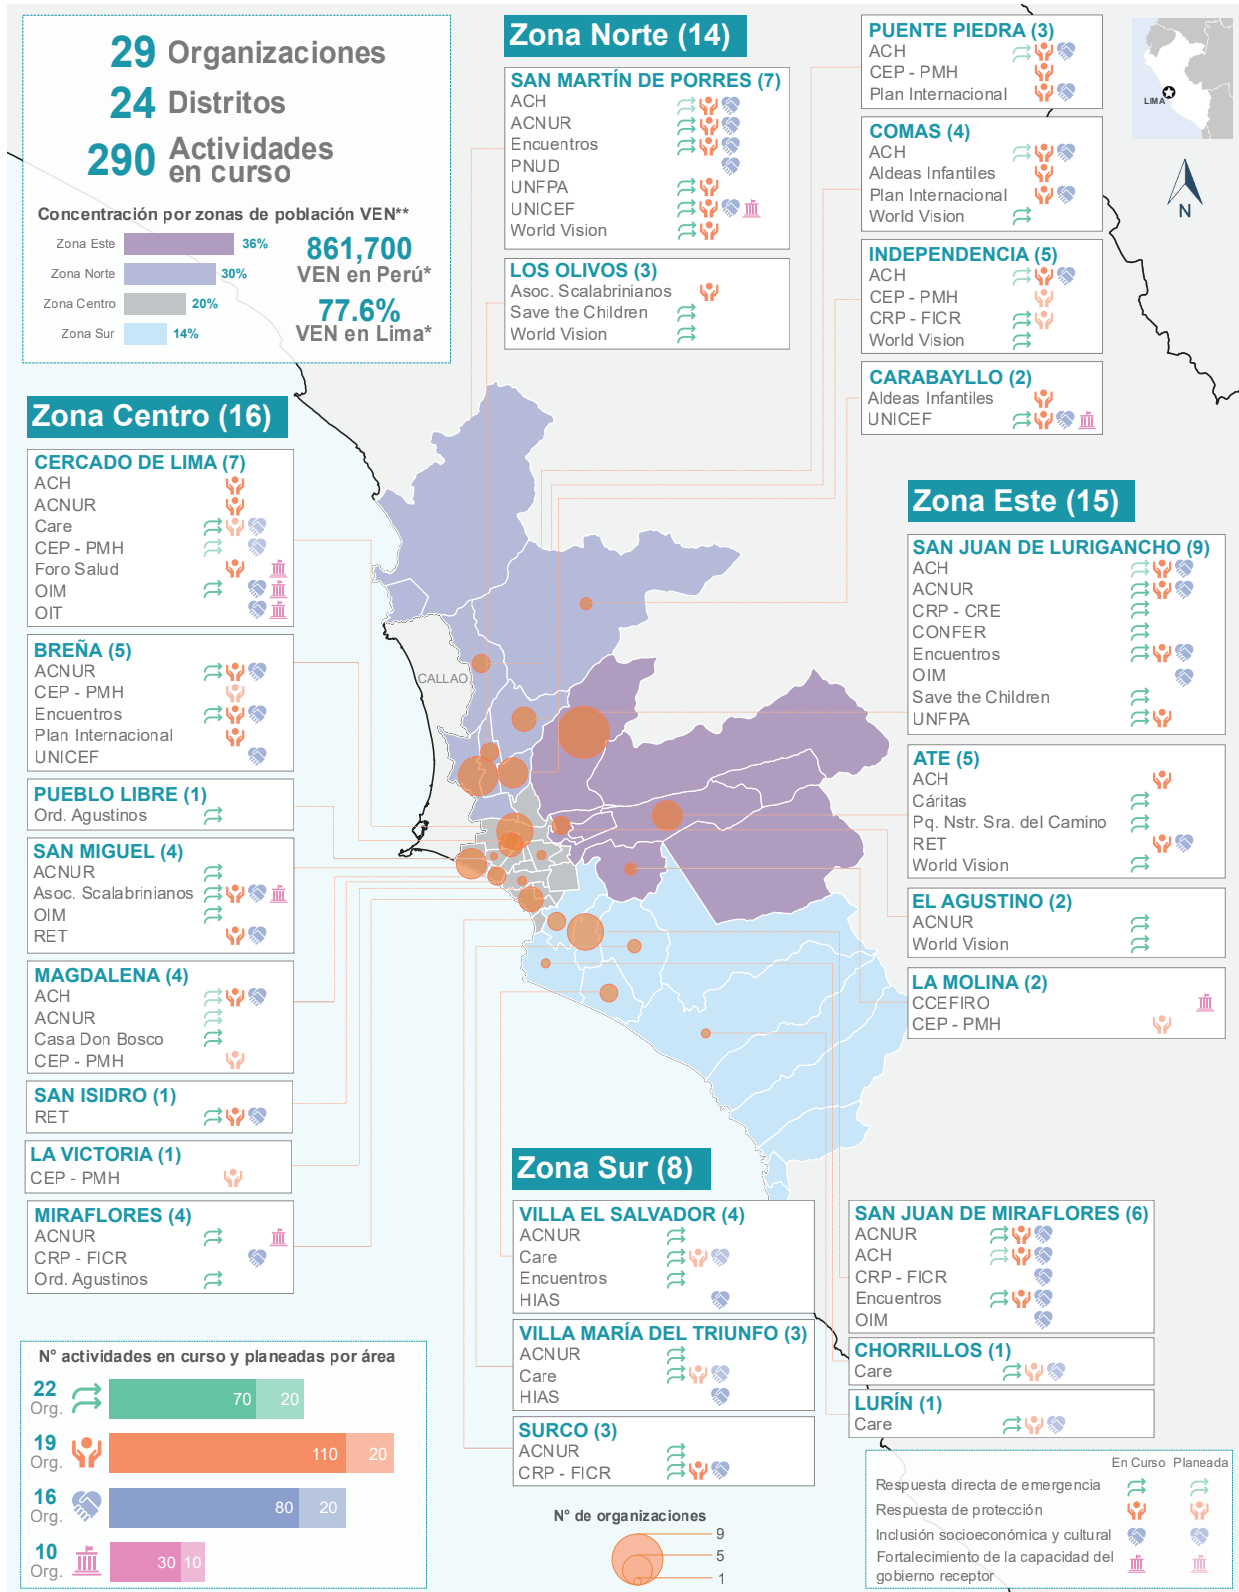 29 Organizaciones
24 Distritos
290 Actividades en curso
Concentración por zonas de población VEN**
Zona Este 36%
Zona Norte 30%
Zona Centro 20%
Zona Sur 14%
861,700
VEN en Perú*
77.6%
VEN en Lima*
Zona Norte (14)
SAN MARTÍN DE PORRES (7)
ACH
ACNUR
Encuentros
PNUD
UNFPA
UNICEF
World Vision
LOS OLIVOS (3)
Asoc. Scalabrinianos
Save the Children
World Vision
PUENTE PIEDRA (3)
ACH
CEP - PMH
Plan Internacional
COMAS (4)
ACH
Aldeas Infantiles
Plan Internacional
World Vision
INDEPENDENCIA (5)
ACH
CEP - PMH
CRP - FICR
World Vision
CARABAYLLO (2)
Aldeas Infantiles
UNICEF
LIMA
N
Zona Centro (16)
CERCADO DE LIMA (7)
ACH
ACNUR
Care
CEP - PMH
Foro Salud
OIM
OIT
BREÑA (5)
ACNUR
CEP - PMH
Encuentros
Plan Internacional
UNICEF
PUEBLO LIBRE (1)
Ord. Agustinos
SAN MIGUEL (4)
ACNUR
Asoc. Scalabrinianos
OIM
RET
MAGDALENA (4)
ACH
ACNUR
Casa Don Bosco
CEP - PMH
SAN ISIDRO (1)
RET
LA VICTORIA (1)
CEP - PMH
MIRAFLORES (4)
ACNUR
CRP - FICR
Ord. Agustinos
CALLAO
Zona Este (15)
SAN JUAN DE LURIGANCHO (9)
ACH
ACNUR
CRP - CRE
CONFER
Encuentros
OIM
Save the Children
UNFPA
ATE (5)
ACH
Cáritas
Pq. Nstr. Sra. del Camino
RET
World Vision
EL AGUSTINO (2)
ACNUR
World Vision
LA MOLINA (2)
CCEFIRO
CEP - PMH
Zona Sur (8)
VILLA EL SALVADOR (4)
ACNUR
Care
Encuentros
HIAS
VILLA MARÍA DEL TRIUNFO (3)
ACNUR
Care
HIAS
SURCO (3)
ACNUR
CRP - FICR
SAN JUAN DE MIRAFLORES (6)
ACNUR
ACH
CRP - FICR
Encuentros
OIM
CHORRILLOS (1)
Care
LURÍN (1)
Care
N° actividades en curso y planeadas por área
22 Org. 70 20
19 Org. 110 20
16 Org. 80 20
10 Org. 30 10
N° de organizaciones
9
5
1
En Curso Planeada
Respuesta directa de emergencia
Respuesta de protección
Inclusión socioeconómica y cultural
Fortalecimiento de la capacidad del
gobierno receptor